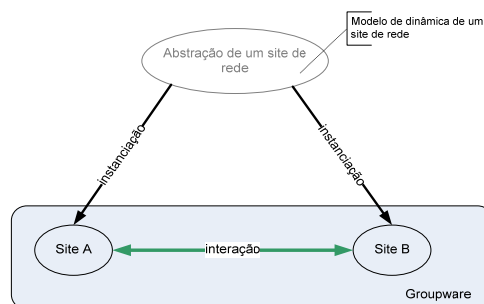 Modelo de dinâmica de um
site de rede
Abstração de um site de
rede
instanciação
instanciação
Site A
interação
Site B
Groupware